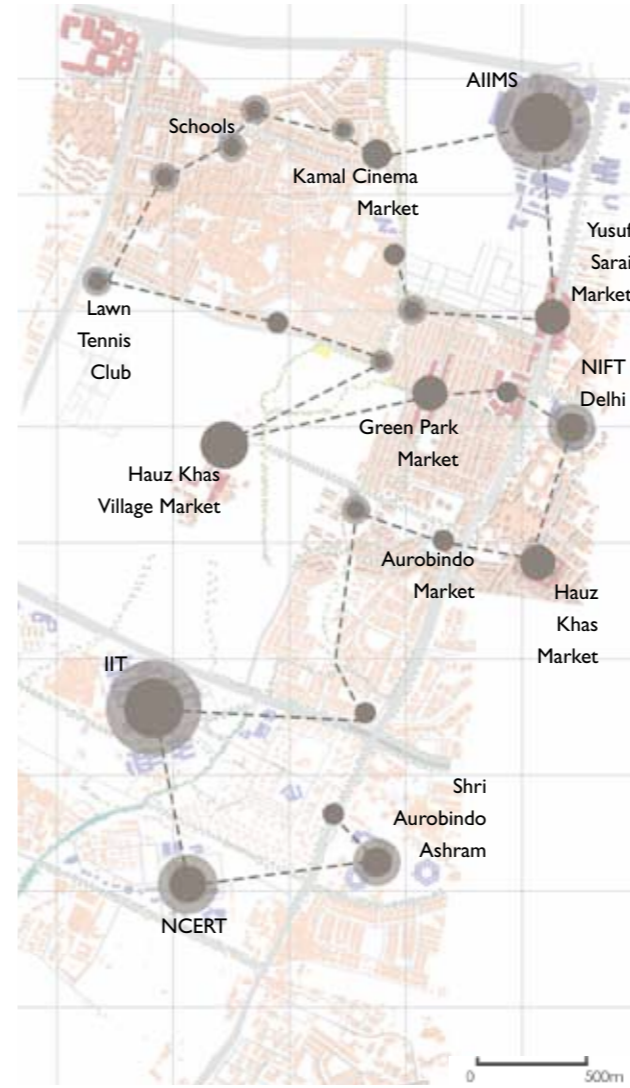 AIIMS
Schools
Kamal Cinema
Market
Yusuf
Sarai
Market
Lawn
Tennis
Club
NIFT
Delhi
Green Park
Market
Hauz Khas
Village Market
Aurobindo
Market
Hauz
Khas
Market
IIT
Shri
Aurobindo
Ashram
NCERT
0 500m